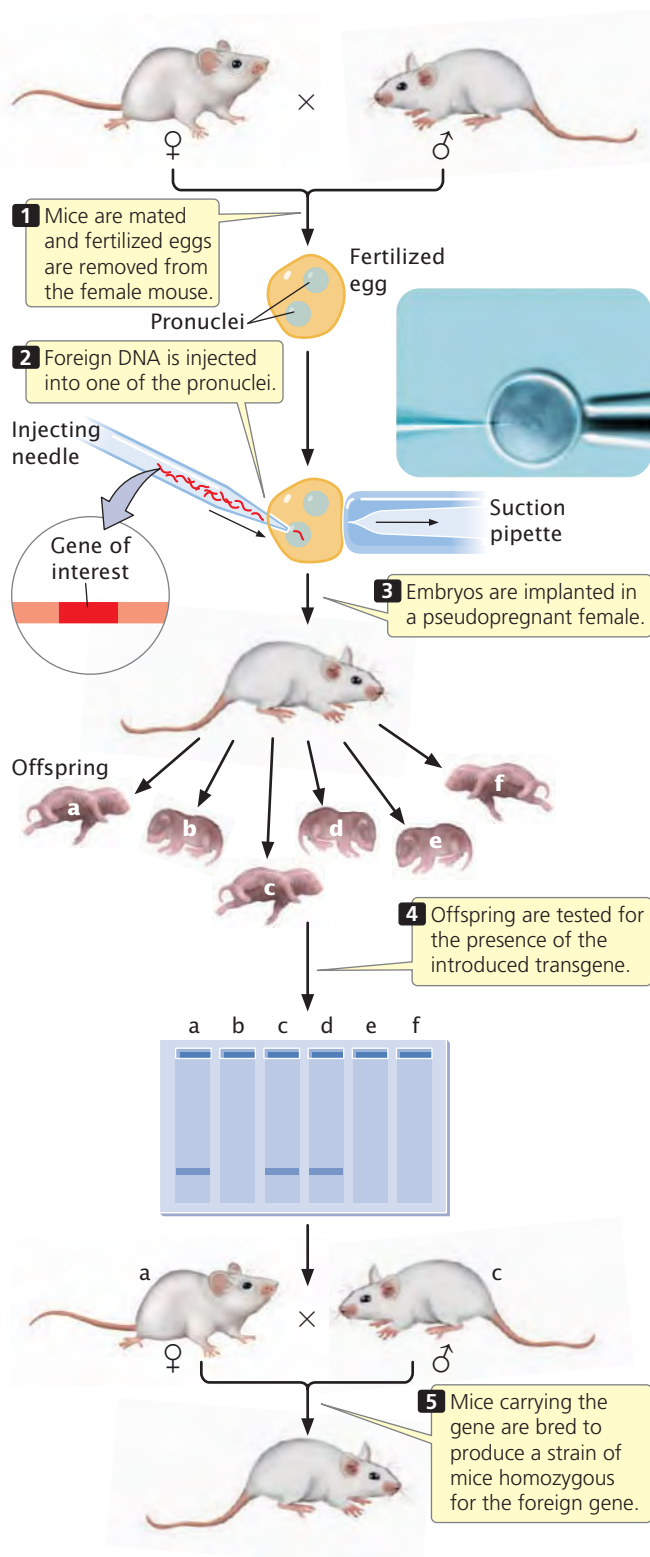 ×
♀
♂
1 Mice are mated
and fertilized eggs
are removed from
the female mouse.
Fertilized
egg
Pronuclei
2 Foreign DNA is injected
into one of the pronuclei.
Injecting
needle
Suction
pipette
Gene of
interest
3 Embryos are implanted in
a pseudopregnant female.
Offspring
a
b
c
d
e
f
4 Offspring are tested for
the presence of the
introduced transgene.
a b c d e f
a
c
×
♀
♂
5 Mice carrying the
gene are bred to
produce a strain of
mice homozygous
for the foreign gene.